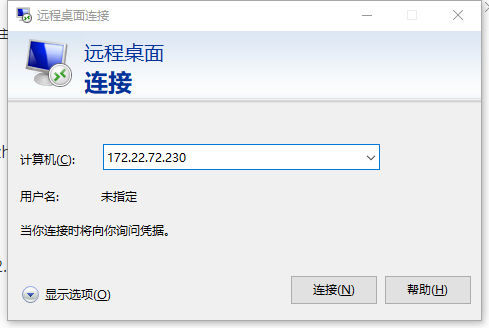 远程桌面连接
远程桌面
连接
计算机(C):
172.22.72.230
用户名:
未指定
当你连接时将向你询问凭据。
显示选项(O)
连接(N)
帮助(H)